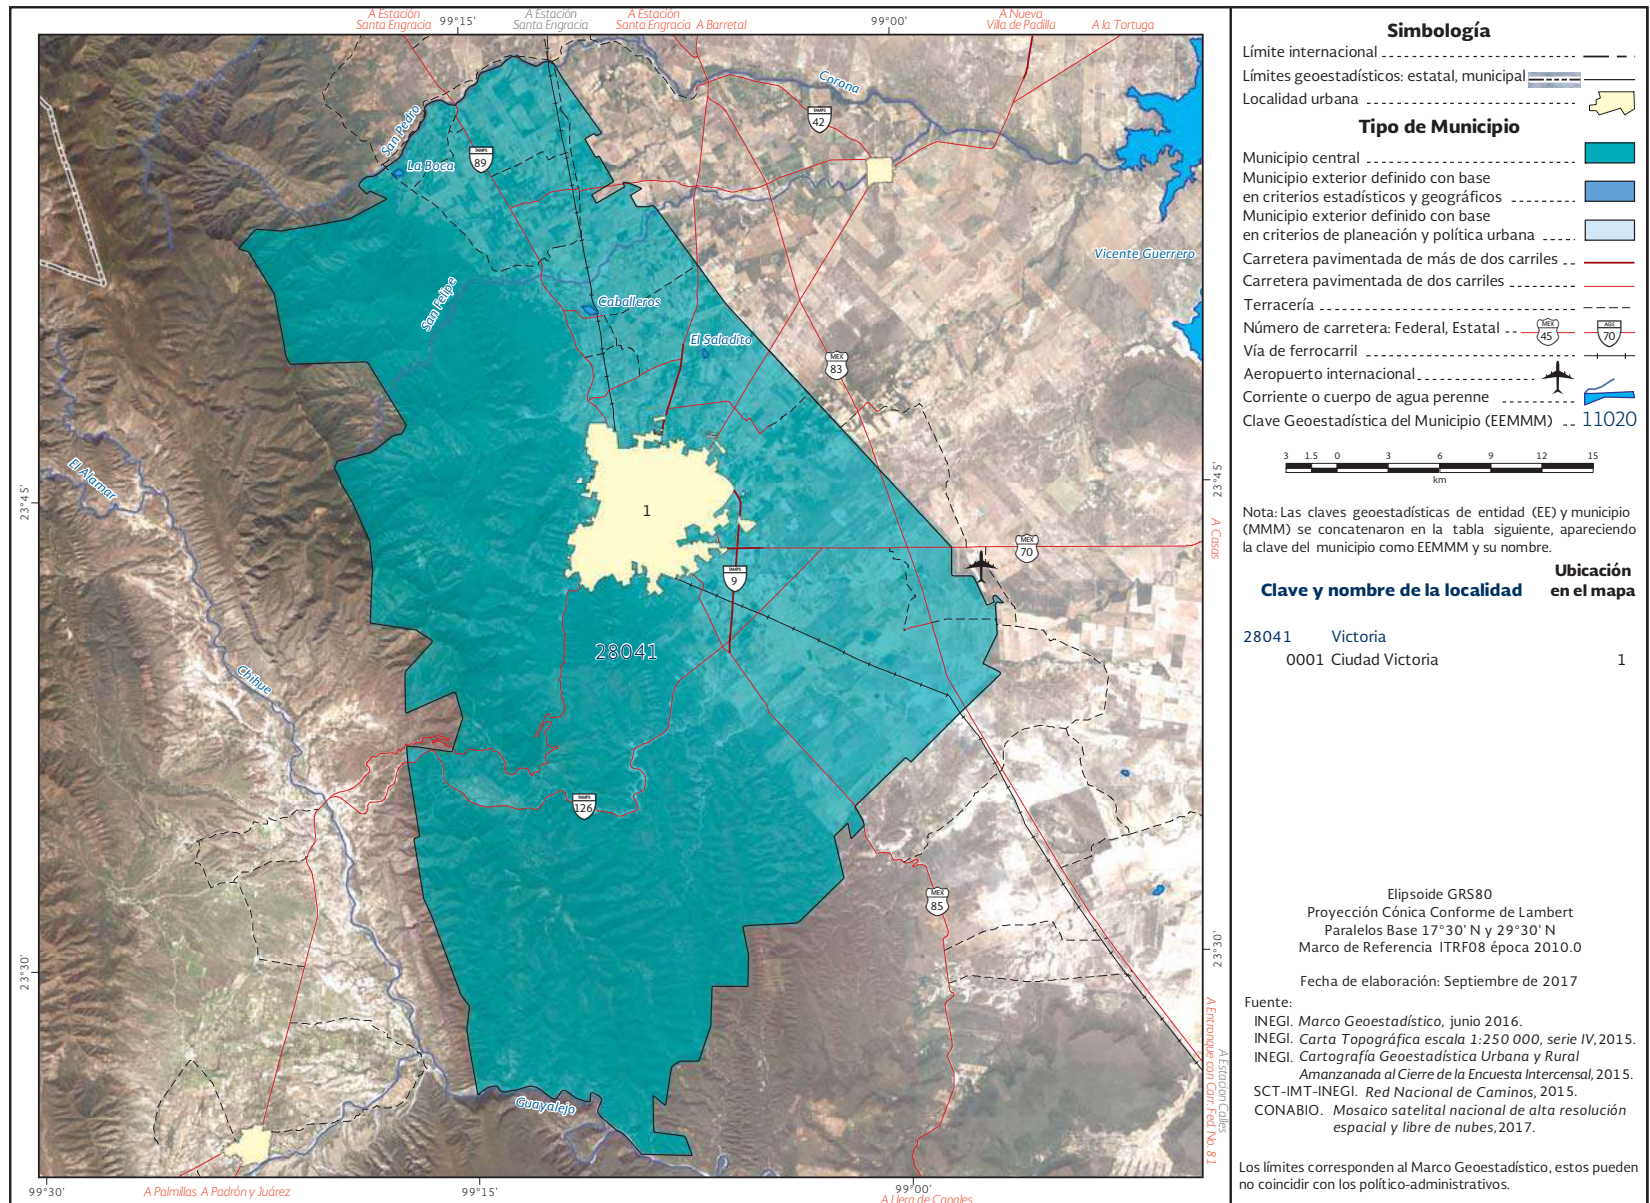 A Estación
Santa Engracia
99°15'
A Estación
Santa Engracia
A Estación
Santa Engracia
A Barretal
99°00'
A Nueva
Villa de Padilla
A la Tortuga
Corona
San Pedro
La Boca
TAMPS
89
TAMPS
42
Vicente Guerrero
San Felipe
Caballeros
El Saladito
MEX
83
El Alamar
23°45'
23°45'
1
A Casas
MEX
70
TAMPS
9
28041
Chihue
TAMPS
126
MEX
85
23°30'
23°30'
A Entronque con Carr. Fed. No. 81
A Estación Calles
Guayalejo
99°30'
A Palmillas
A Padrón y Juárez
99°15'
99°00'
A Llera de Canales
Simbología
Límite internacional
Límites geoestadísticos: estatal, municipal
Localidad urbana
Tipo de Municipio
Municipio central
Municipio exterior definido con base
en criterios estadísticos y geográficos
Municipio exterior definido con base
en criterios de planeación y política urbana
Carretera pavimentada de más de dos carriles
Carretera pavimentada de dos carriles
Terracería
Número de carretera: Federal, Estatal MEX 45 AGS 70
Vía de ferrocarril
Aeropuerto internacional
Corriente o cuerpo de agua perenne
Clave Geoestadística del Municipio (EEMMM) 11020
3 1.5 0 3 6 9 12 15
km
Nota: Las claves geoestadísticas de entidad (EE) y municipio
(MMM) se concatenaron en la tabla siguiente, apareciendo
la clave del municipio como EEMMM y su nombre.
Clave y nombre de la localidad
Ubicación
en el mapa
28041 Victoria
0001 Ciudad Victoria 1
Elipsoide GRS80
Proyección Cónica Conforme de Lambert
Paralelos Base 17°30' N y 29°30' N
Marco de Referencia ITRF08 época 2010.0
Fecha de elaboración: Septiembre de 2017
Fuente:
INEGI. Marco Geoestadístico, junio 2016.
INEGI. Carta Topográfica escala 1:250 000, serie IV, 2015.
INEGI. Cartografía Geoestadística Urbana y Rural
Amanzanada al Cierre de la Encuesta Intercensal, 2015.
SCT-IMT-INEGI. Red Nacional de Caminos, 2015.
CONABIO. Mosaico satelital nacional de alta resolución
espacial y libre de nubes, 2017.
Los límites corresponden al Marco Geoestadístico, estos pueden
no coincidir con los político-administrativos.